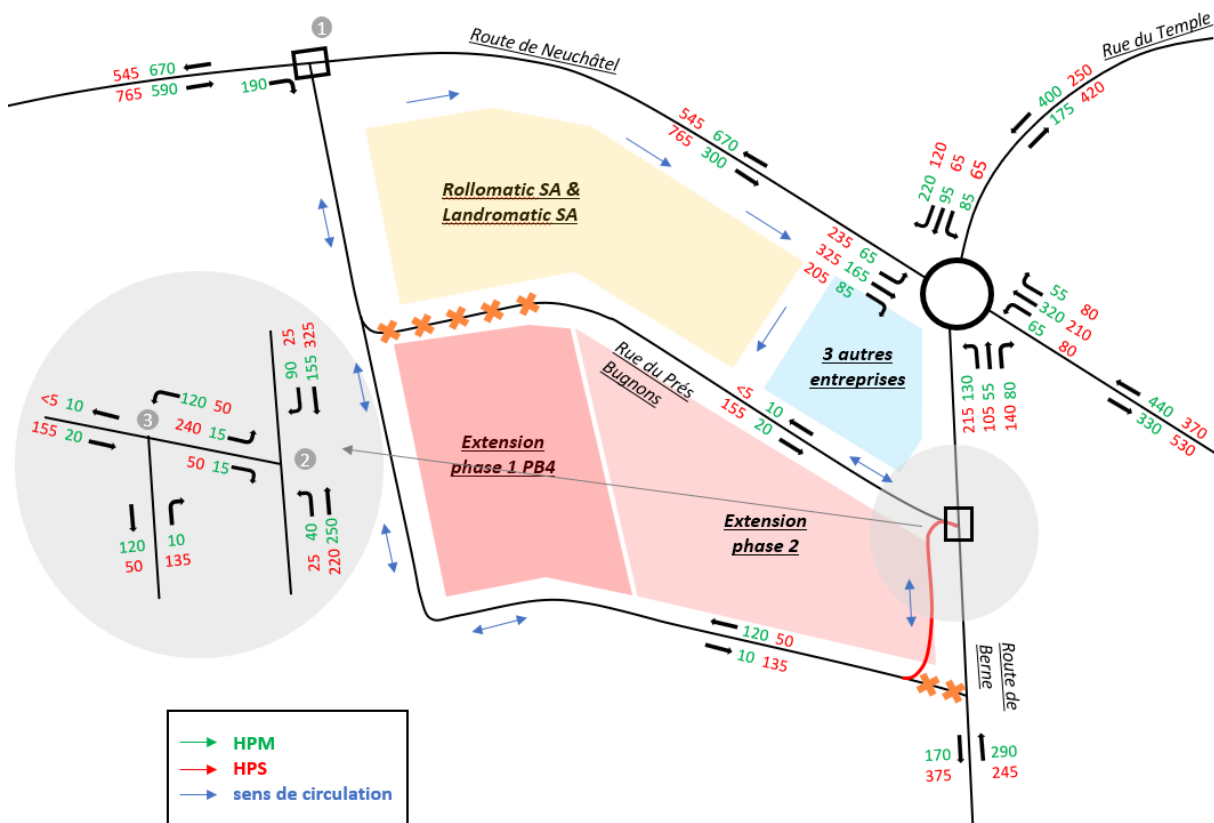 1
Route de Neuchâtel
Rue du Temple
545 670
765 590
190
545 670
765 300
400 250
175 420
220 120
95 65
85 65
235 65
325 165
205 85
55 80
320 210
65 80
215 130
105 55
140 80
440 370
330 530
Rollomatic SA &
Landromatic SA
3 autres
entreprises
Rue du Prés
Bugnons
<5 10
155 20
Extension
phase 1 PB4
Extension
phase 2
90 25
155 325
<5 10
155 20
3
120 50
240 15
50 15
2
120
50
10
135
25 40
220 250
120 50
10 135
Route de
Berne
170
375
290
245
HPM
HPS
sens de circulation